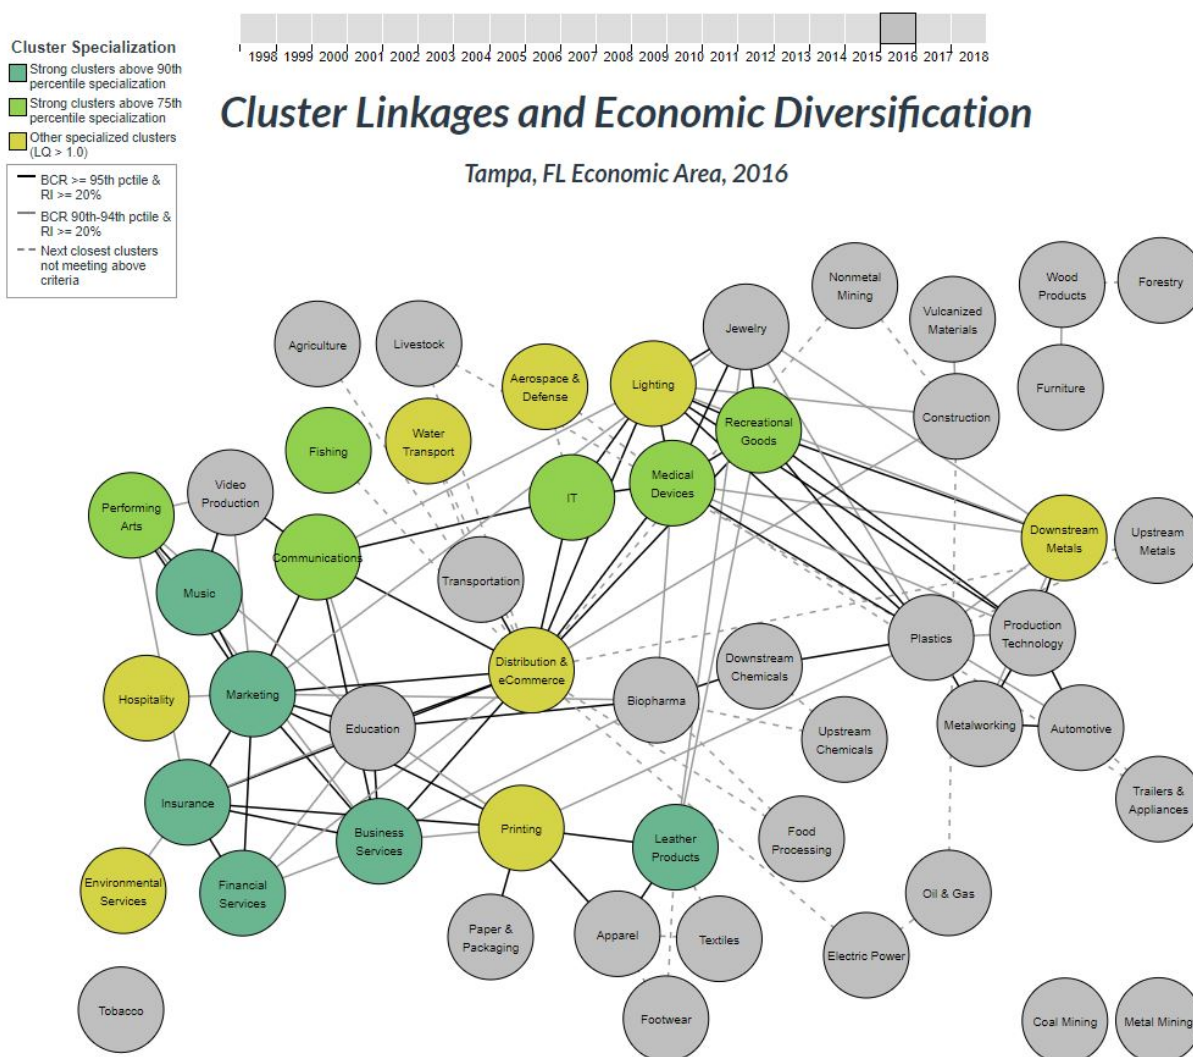 1998 1999 2000 2001 2002 2003 2004 2005 2006 2007 2008 2009 2010 2011 2012 2013 2014 2015 2016 2017 2018
Cluster Specialization
Strong clusters above 90th
percentile specialization
Strong clusters above 75th
percentile specialization
Other specialized clusters
(LQ > 1.0)
BCR >= 95th pctile &
RI >= 20%
BCR 90th-94th pctile &
RI >= 20%
Next closest clusters
not meeting above
criteria
Cluster Linkages and Economic Diversification
Tampa, FL Economic Area, 2016
Nonmetal
Mining
Wood
Products
Forestry
Vulcanized
Materials
Jewelry
Agriculture
Livestock
Aerospace &
Defense
Lighting
Furniture
Construction
Recreational
Goods
Fishing
Water
Transport
Video
Production
Medical
Devices
IT
Performing
Arts
Downstream
Metals
Upstream
Metals
Communications
Transportation
Music
Plastics
Production
Technology
Distribution &
eCommerce
Downstream
Chemicals
Hospitality
Marketing
Education
Biopharma
Metalworking
Automotive
Upstream
Chemicals
Insurance
Trailers &
Appliances
Business
Services
Printing
Leather
Products
Food
Processing
Environmental
Services
Financial
Services
Oil & Gas
Paper &
Packaging
Apparel
Textiles
Electric Power
Tobacco
Footwear
Coal Mining
Metal Mining